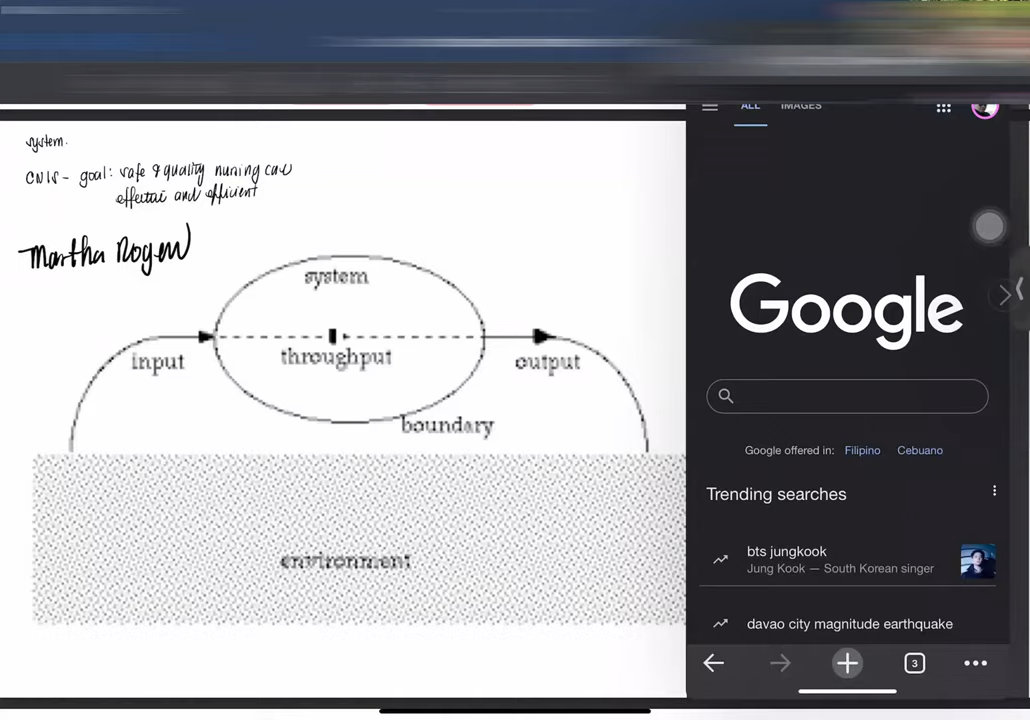 system.
CNIS - goal: safe & quality nursing care
effective and efficient
Martha Rogers
system
input
throughput
output
boundary
environment
ALL IMAGES
Google
Google offered in: Filipino Cebuano
Trending searches
bts jungkook
Jung Kook — South Korean singer
davao city magnitude earthquake
3